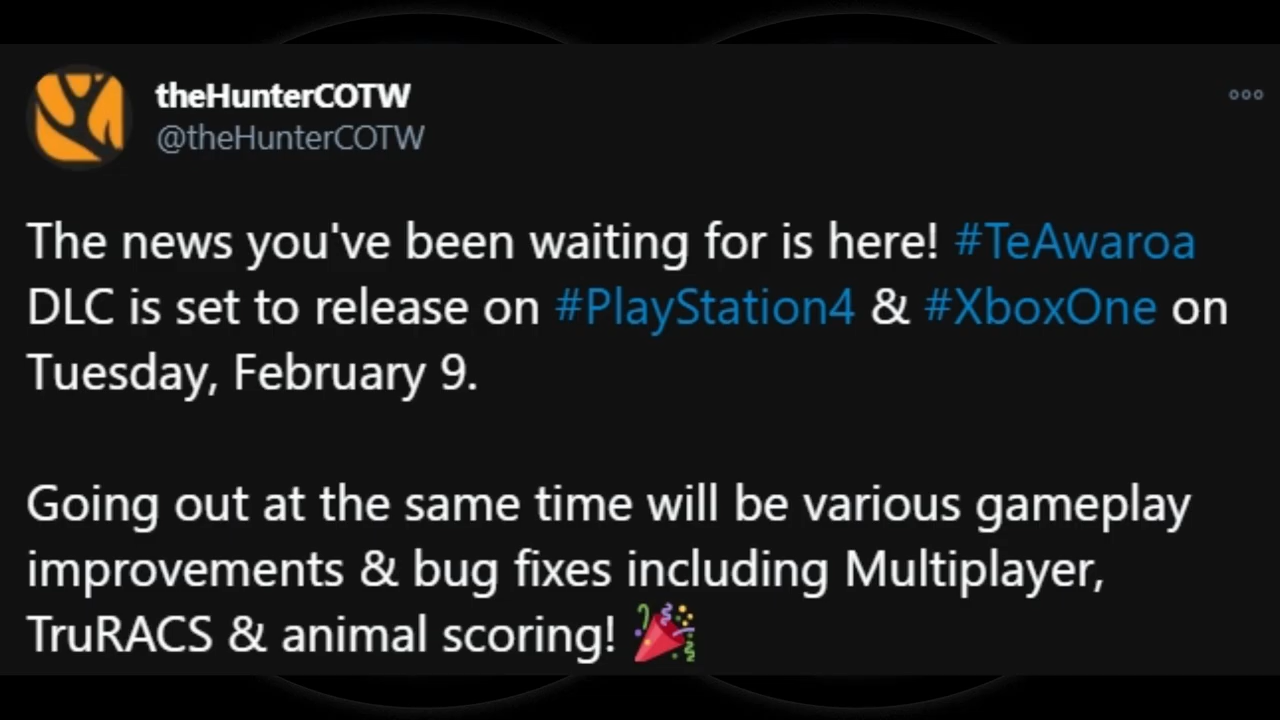 theHunterCOTW
@theHunterCOTW
The news you've been waiting for is here! #TeAwaroa
DLC is set to release on #PlayStation4 & #XboxOne on
Tuesday, February 9.
Going out at the same time will be various gameplay
improvements & bug fixes including Multiplayer,
TruRACS & animal scoring! 🎉